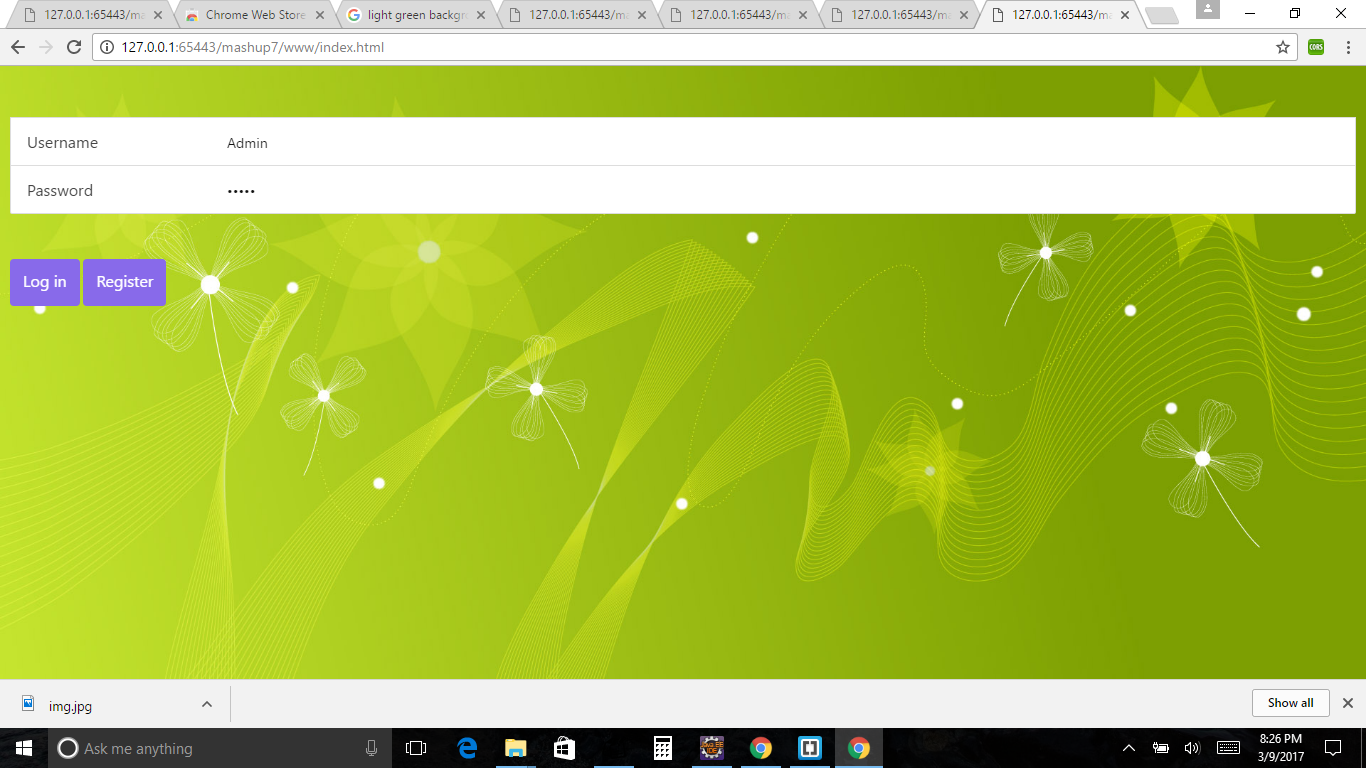 127.0.0.1:65443/ma
Chrome Web Store
light green backgr
127.0.0.1:65443/ma
127.0.0.1:65443/ma
127.0.0.1:65443/ma
127.0.0.1:65443/ma
127.0.0.1:65443/mashup7/www/index.html
CORS
Username Admin
Password •••••
Log in Register
img.jpg
Show all
Ask me anything
Java EE
IDE
8:26 PM
3/9/2017